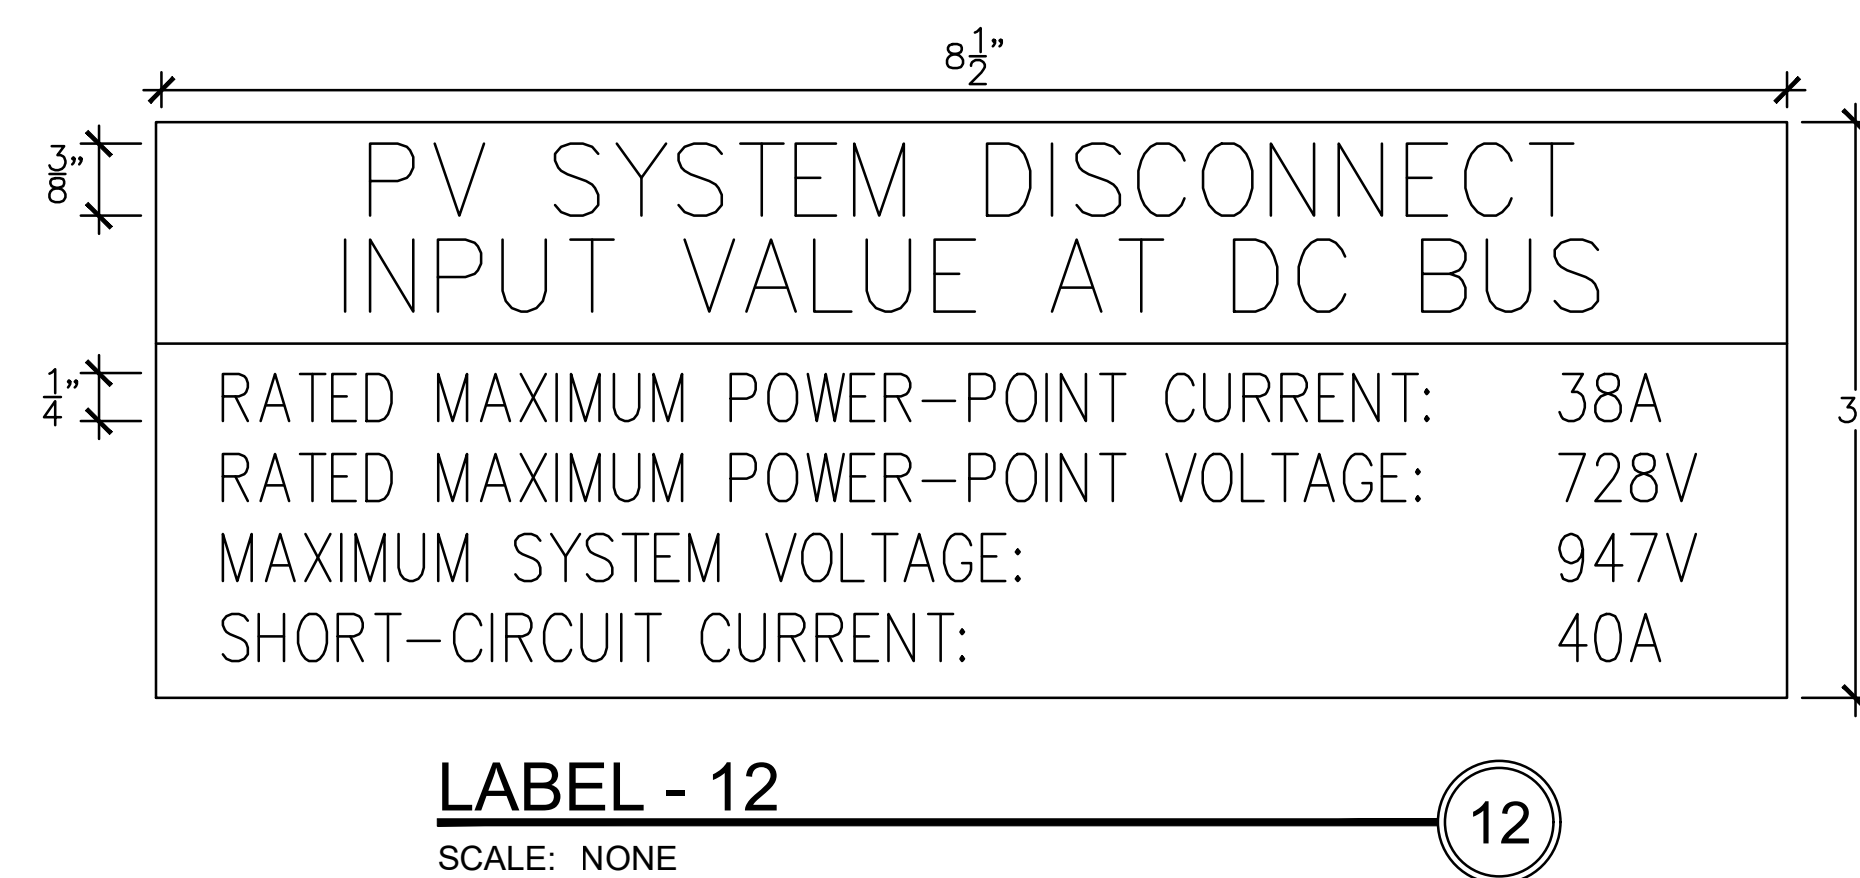 8 1/2"
3/8"
PV SYSTEM DISCONNECT
INPUT VALUE AT DC BUS
1/4"
RATED MAXIMUM POWER-POINT CURRENT: 38A
3
RATED MAXIMUM POWER-POINT VOLTAGE: 728V
MAXIMUM SYSTEM VOLTAGE: 947V
SHORT-CIRCUIT CURRENT: 40A
LABEL - 12
12
SCALE: NONE